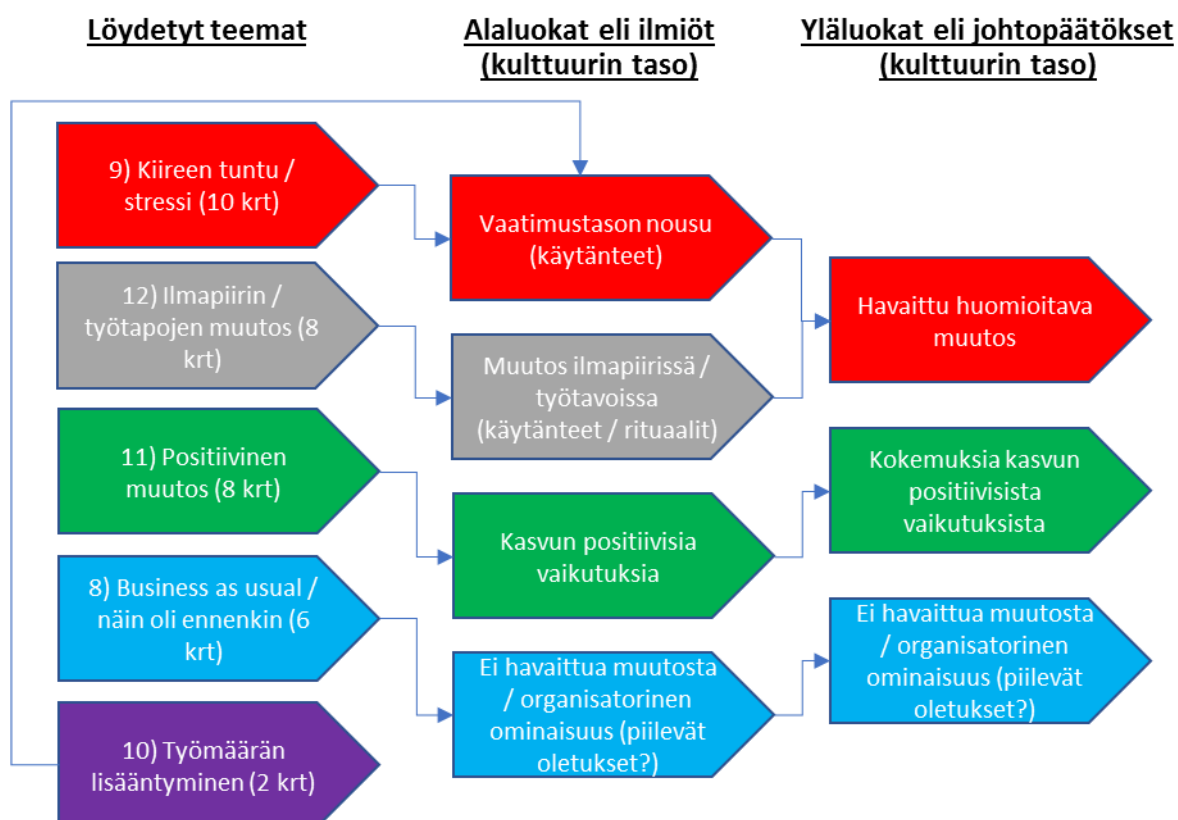 Löydetyt teemat
Alaluokat eli ilmiöt
(kulttuurin taso)
Yläluokat eli johtopäätökset
(kulttuurin taso)
9) Kiireen tuntu /
stressi (10 krt)
12) Ilmapiirin /
työtapojen muutos (8
krt)
11) Positiivinen
muutos (8 krt)
8) Business as usual /
näin oli ennenkin (6
krt)
10) Työmäärän
lisääntyminen (2 krt)
Vaatimustason nousu
(käytänteet)
Muutos ilmapiirissä /
työtavoissa
(käytänteet / rituaalit)
Kasvun positiivisia
vaikutuksia
Ei havaittua muutosta
/ organisatorinen
ominaisuus (piilevät
oletukset?)
Havaittu huomioitava
muutos
Kokemuksia kasvun
positiivisista
vaikutuksista
Ei havaittua muutosta
/ organisatorinen
ominaisuus (piilevät
oletukset?)